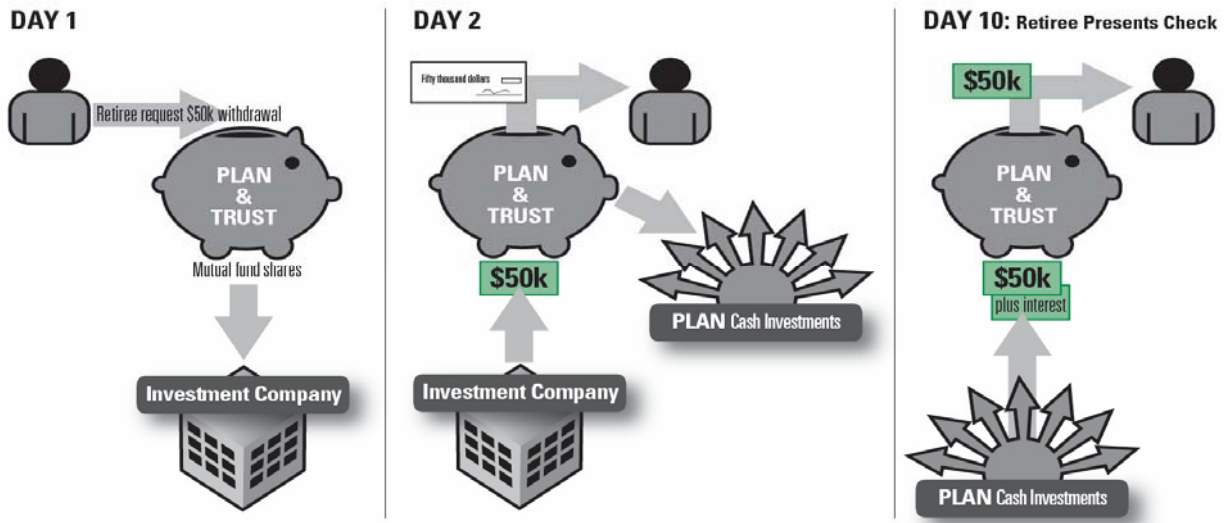 DAY 1
Retiree request $50k withdrawal
PLAN
&
TRUST
Mutual fund shares
Investment Company
DAY 2
Fifty thousand dollars
PLAN
&
TRUST
$50k
Investment Company
PLAN Cash Investments
DAY 10: Retiree Presents Check
$50k
PLAN
&
TRUST
$50k
plus interest
PLAN Cash Investments